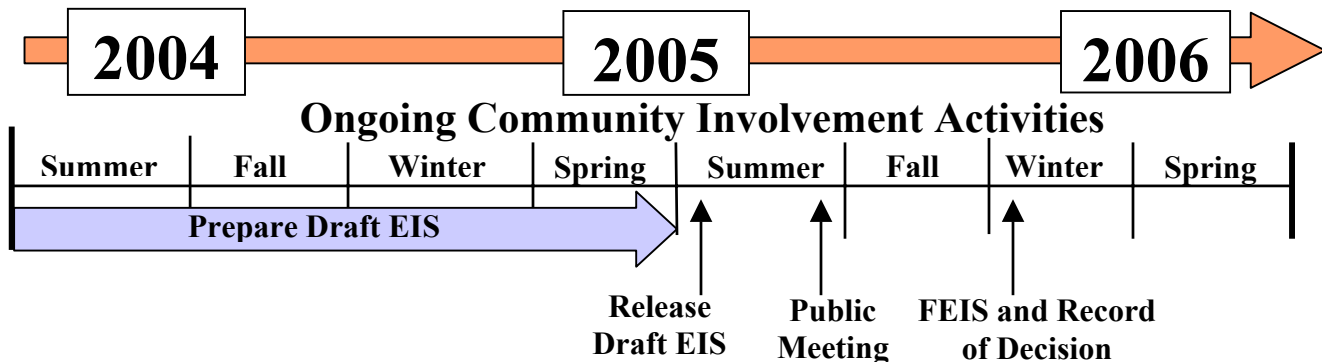 2004 2005 2006
Ongoing Community Involvement Activities
Summer Fall Winter Spring Summer Fall Winter Spring
Prepare Draft EIS
Release
Draft EIS
Public
Meeting
FEIS and Record
of Decision